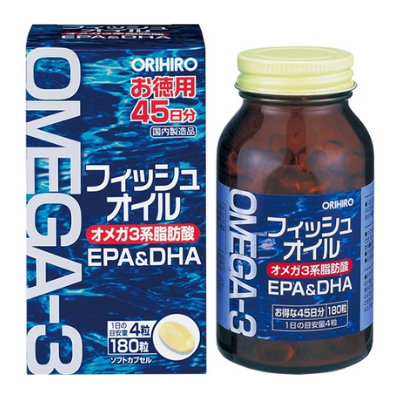 OMEGA-3
ORIHIRO
お徳用
45日分
国内製造品
フィッシュ
オイル
オメガ3系脂肪酸
EPA&DHA
1日の
目安量 4粒
180粒
ソフトカプセル
ORIHIRO
OMEGA-3
フィッシュ
オイル
オメガ3系脂肪酸
EPA&DHA
お得な45日分 180粒
1日の目安量4粒